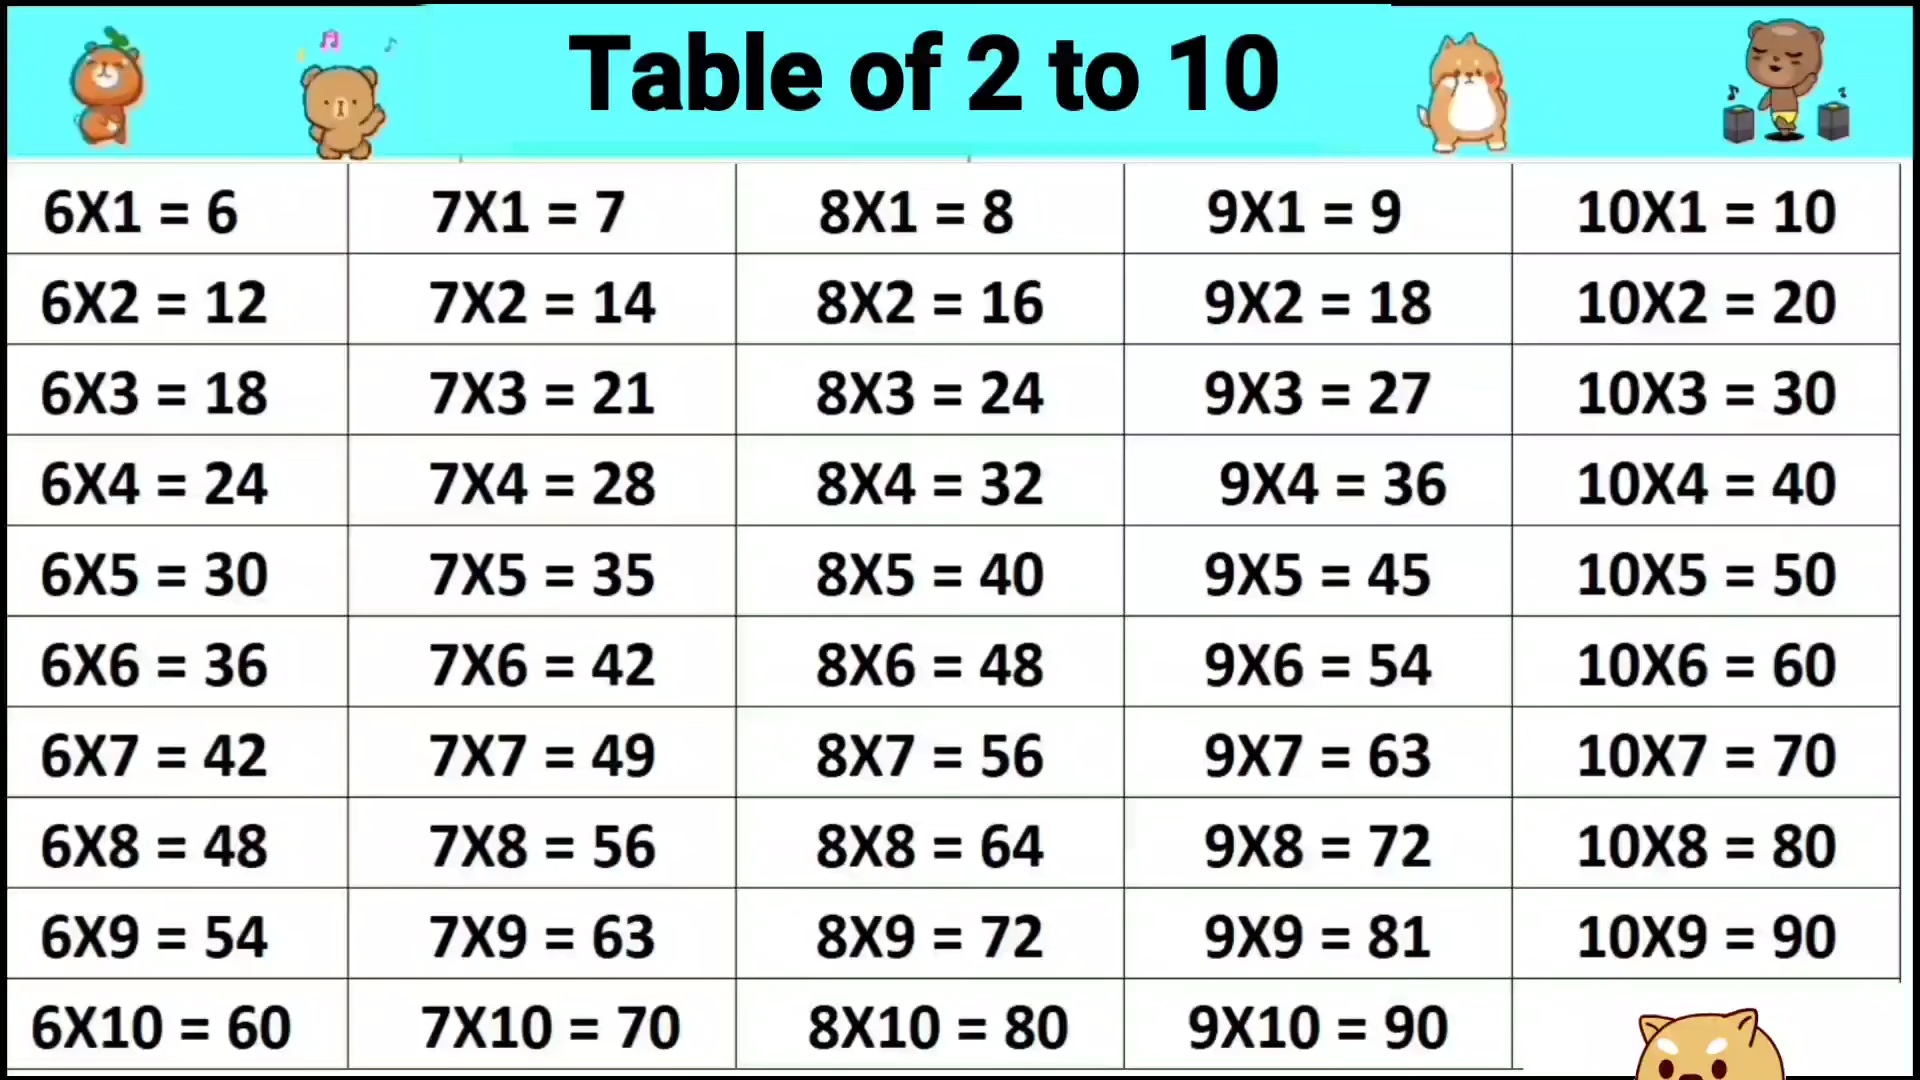 Table of 2 to 10
6X1 = 6 7X1 = 7 8X1 = 8 9X1 = 9 10X1 = 10
6X2 = 12 7X2 = 14 8X2 = 16 9X2 = 18 10X2 = 20
6X3 = 18 7X3 = 21 8X3 = 24 9X3 = 27 10X3 = 30
6X4 = 24 7X4 = 28 8X4 = 32 9X4 = 36 10X4 = 40
6X5 = 30 7X5 = 35 8X5 = 40 9X5 = 45 10X5 = 50
6X6 = 36 7X6 = 42 8X6 = 48 9X6 = 54 10X6 = 60
6X7 = 42 7X7 = 49 8X7 = 56 9X7 = 63 10X7 = 70
6X8 = 48 7X8 = 56 8X8 = 64 9X8 = 72 10X8 = 80
6X9 = 54 7X9 = 63 8X9 = 72 9X9 = 81 10X9 = 90
6X10 = 60 7X10 = 70 8X10 = 80 9X10 = 90